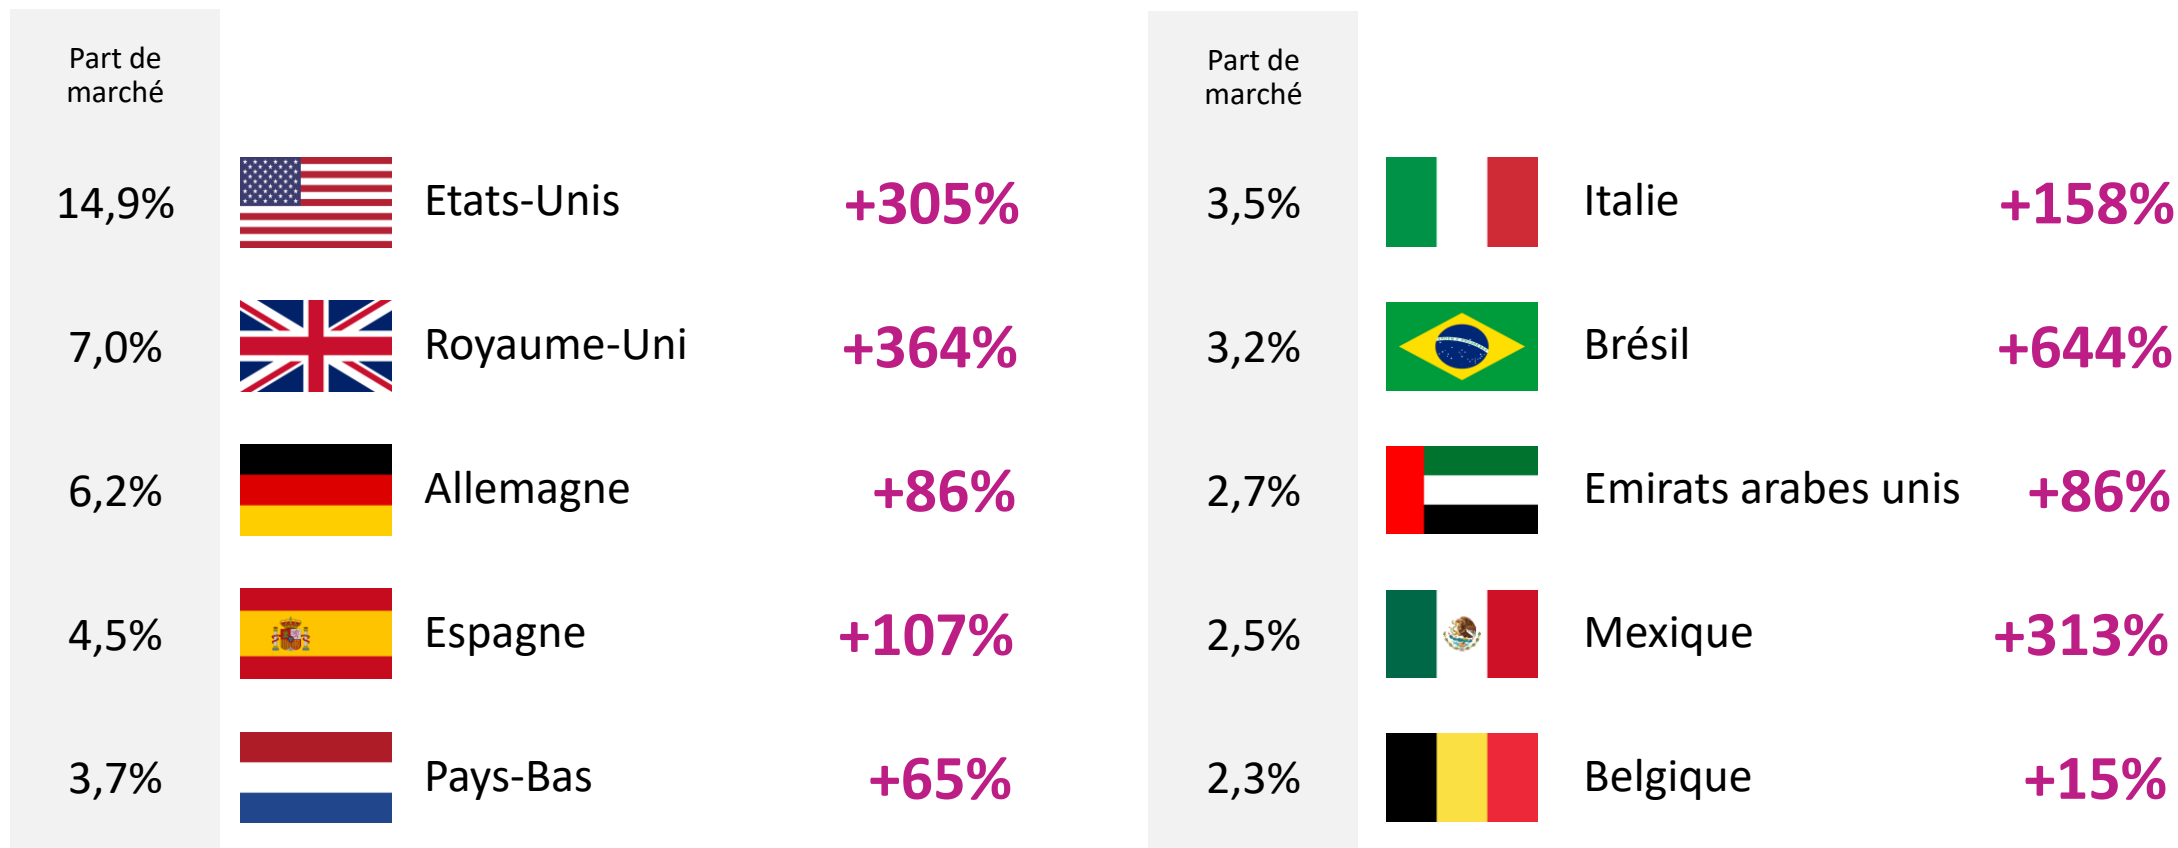 Part de
marché
14,9% Etats-Unis +305%
7,0% Royaume-Uni +364%
6,2% Allemagne +86%
4,5% Espagne +107%
3,7% Pays-Bas +65%
Part de
marché
3,5% Italie +158%
3,2% Brésil +644%
2,7% Emirats arabes unis +86%
2,5% Mexique +313%
2,3% Belgique +15%